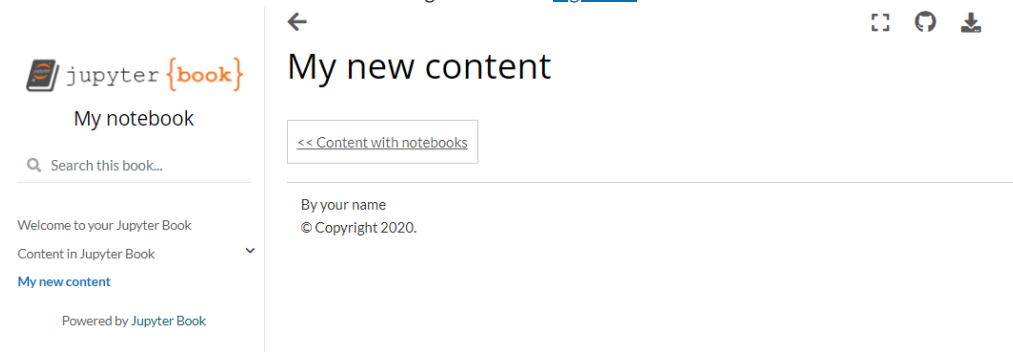 jupyter {book}
My notebook
Search this book...
Welcome to your Jupyter Book
Content in Jupyter Book
My new content
Powered by Jupyter Book
My new content
<< Content with notebooks
By your name
© Copyright 2020.